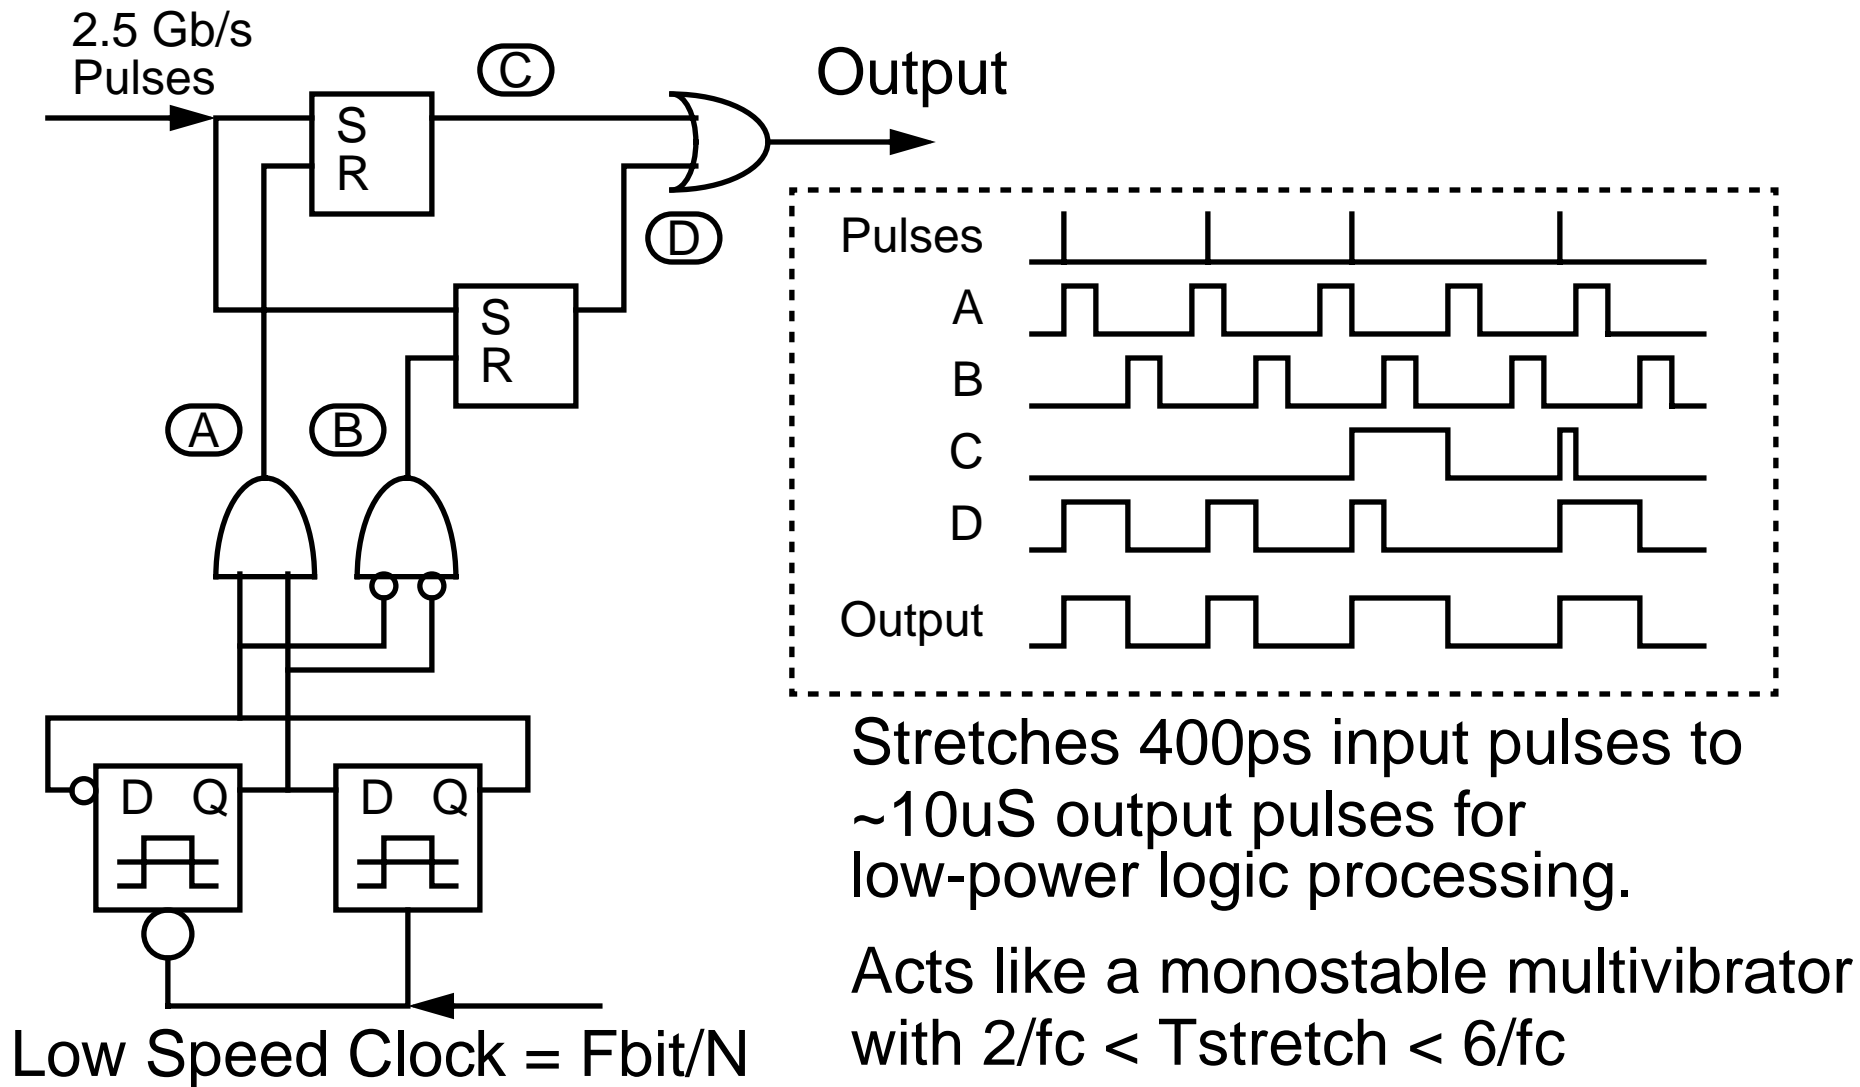 2.5 Gb/s
Pulses
C
Output
S
R
D
S
R
A
B
Pulses
A
B
C
D
Output
D Q
D Q
Low Speed Clock = Fbit/N
Stretches 400ps input pulses to
~10uS output pulses for
low-power logic processing.
Acts like a monostable multivibrator
with 2/fc < Tstretch < 6/fc